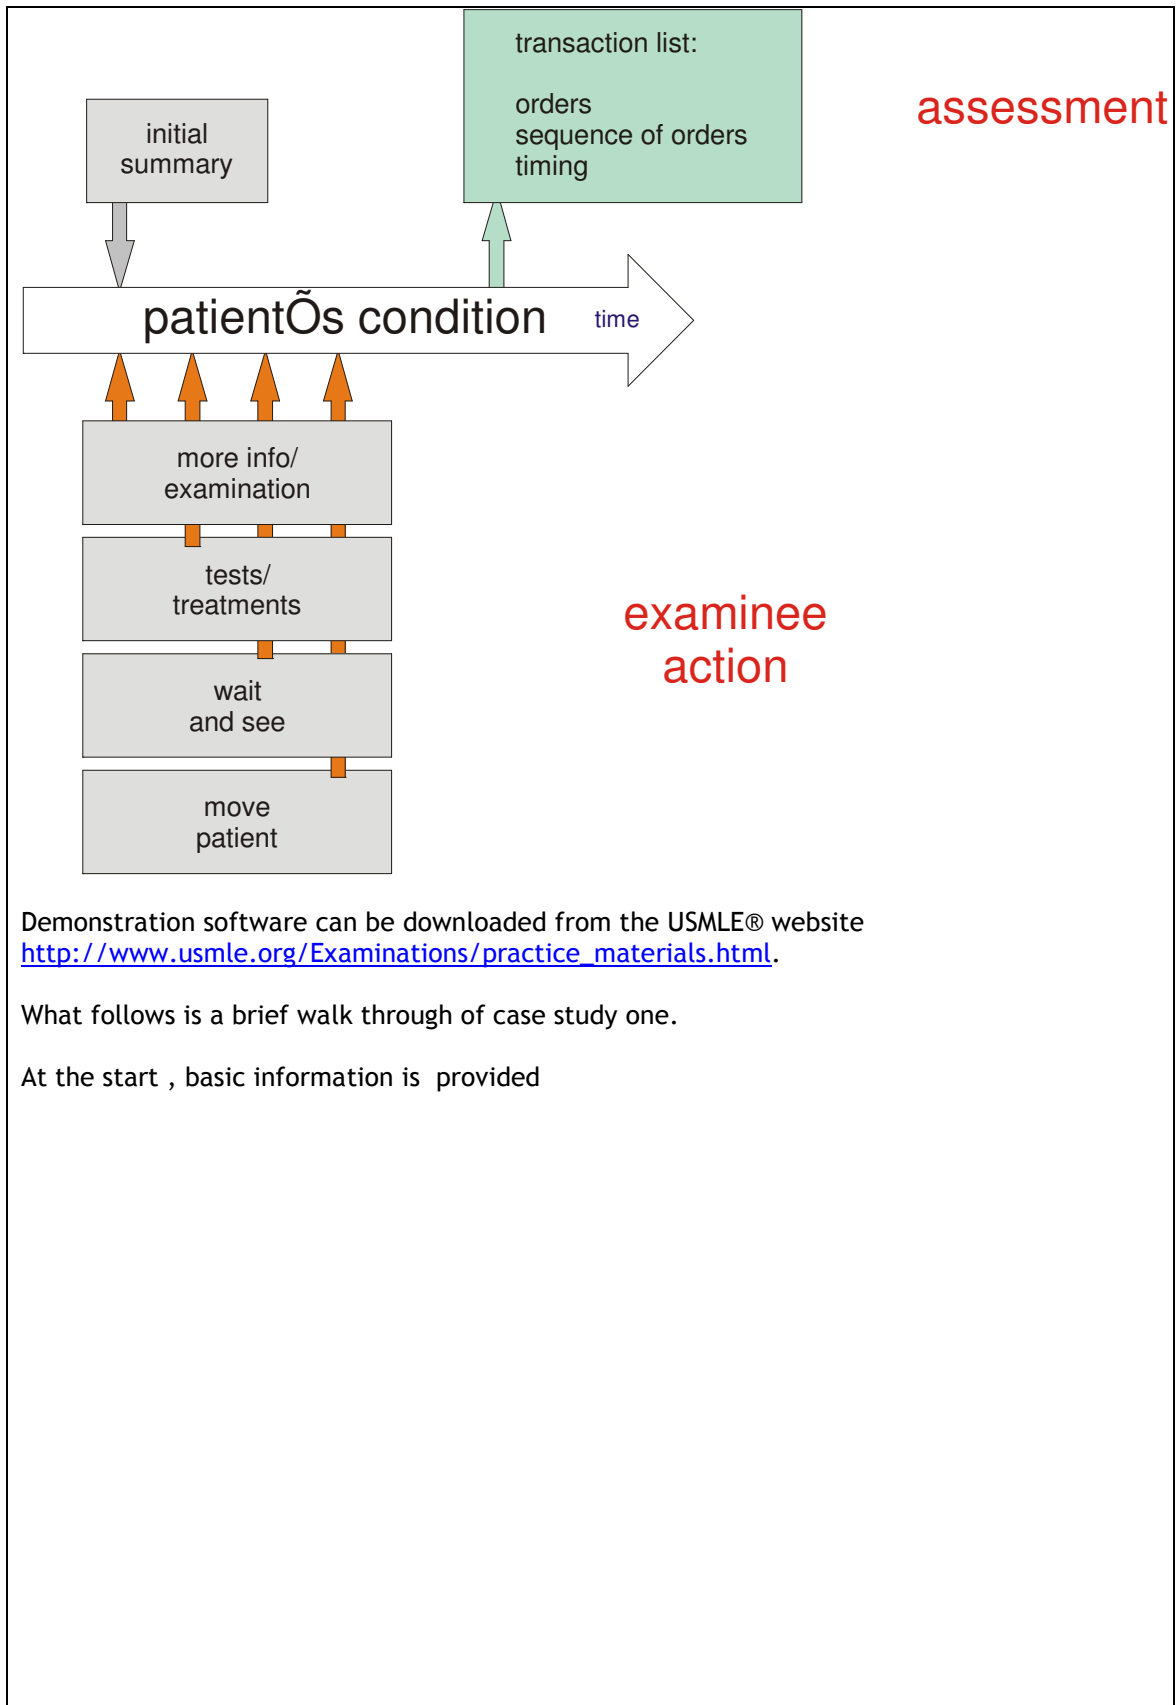 transaction list:
orders
sequence of orders
timing
assessment
initial
summary
patientÕs condition time
more info/
examination
tests/
treatments
wait
and see
move
patient
examinee
action
Demonstration software can be downloaded from the USMLE® website
http://www.usmle.org/Examinations/practice_materials.html.
What follows is a brief walk through of case study one.
At the start , basic information is  provided